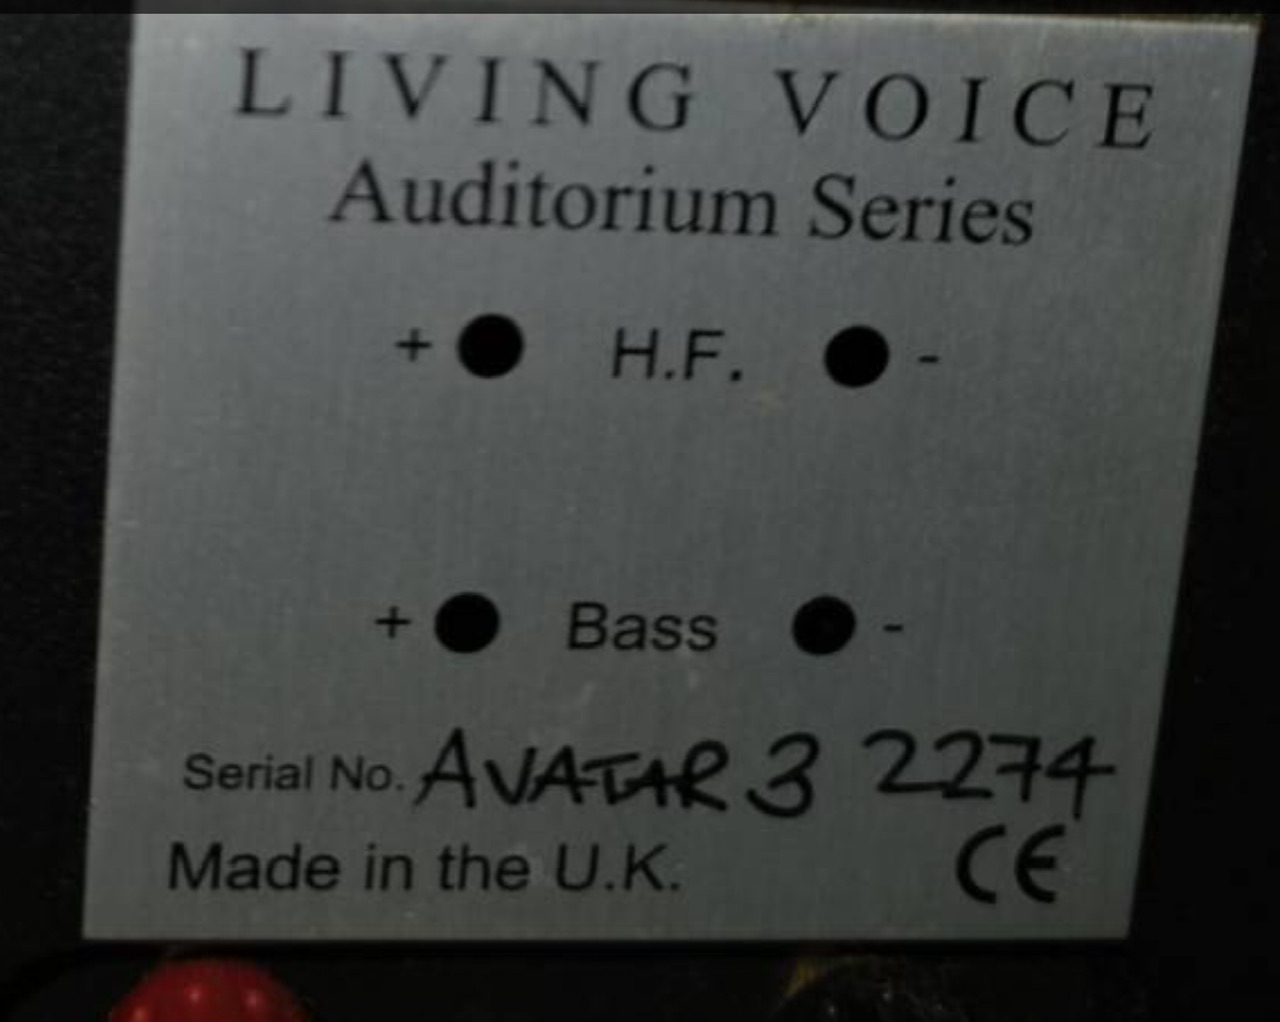 LIVING VOICE
Auditorium Series
+ H.F. -
+ Bass -
Serial No. AVATAR 3 2274
Made in the U.K. CE